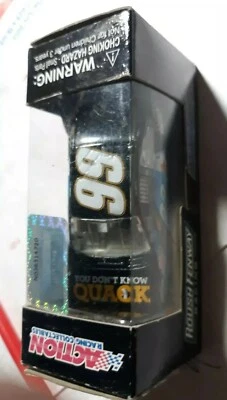 WARNING:
CHOKING HAZARD - Small Parts.
Not for Children under 3 years.
99
YOU DON'T KNOW
QUACK
ROUSH FENWAY
ACTION
RACING COLLECTABLES